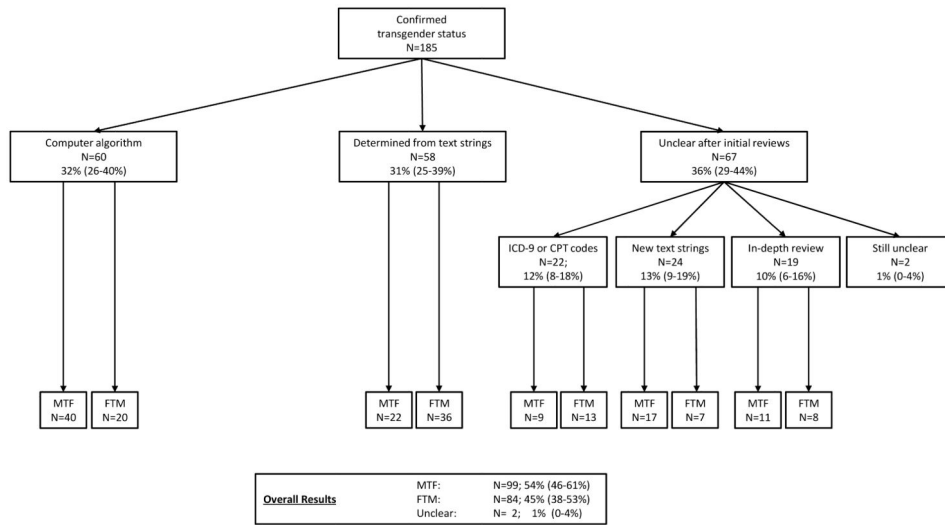 Confirmed
transgender status
N=185
Computer algorithm
N=60
32% (26-40%)
Determined from text strings
N=58
31% (25-39%)
Unclear after initial reviews
N=67
36% (29-44%)
ICD-9 or CPT codes
N=22;
12% (8-18%)
New text strings
N=24
13% (9-19%)
In-depth review
N=19
10% (6-16%)
Still unclear
N=2
1% (0-4%)
MTF
N=40
FTM
N=20
MTF
N=22
FTM
N=36
MTF
N=9
FTM
N=13
MTF
N=17
FTM
N=7
MTF
N=11
FTM
N=8
Overall Results
MTF: N=99; 54% (46-61%)
FTM: N=84; 45% (38-53%)
Unclear: N= 2; 1% (0-4%)